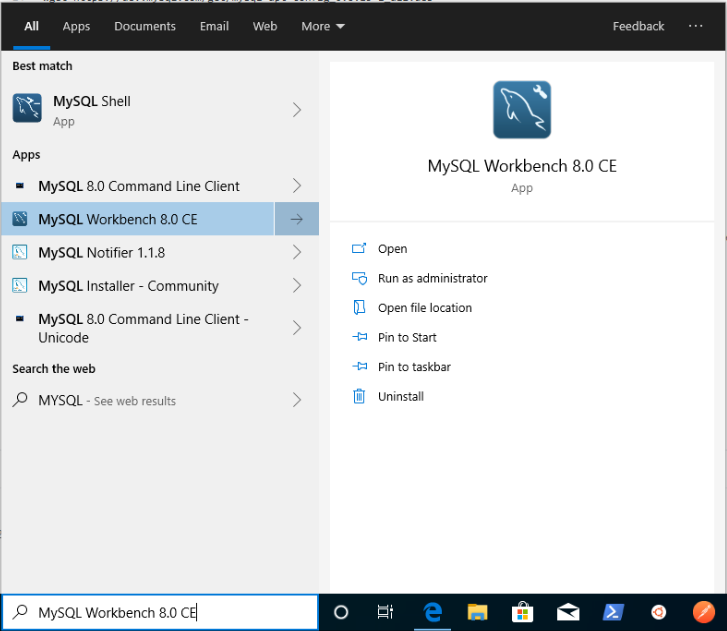 All Apps Documents Email Web More Feedback ...
Best match
MySQL Shell
App
Apps
MySQL 8.0 Command Line Client
MySQL Workbench 8.0 CE
MySQL Notifier 1.1.8
MySQL Installer - Community
MySQL 8.0 Command Line Client -
Unicode
Search the web
MYSQL - See web results
MySQL Workbench 8.0 CE
App
Open
Run as administrator
Open file location
Pin to Start
Pin to taskbar
Uninstall
MySQL Workbench 8.0 CE